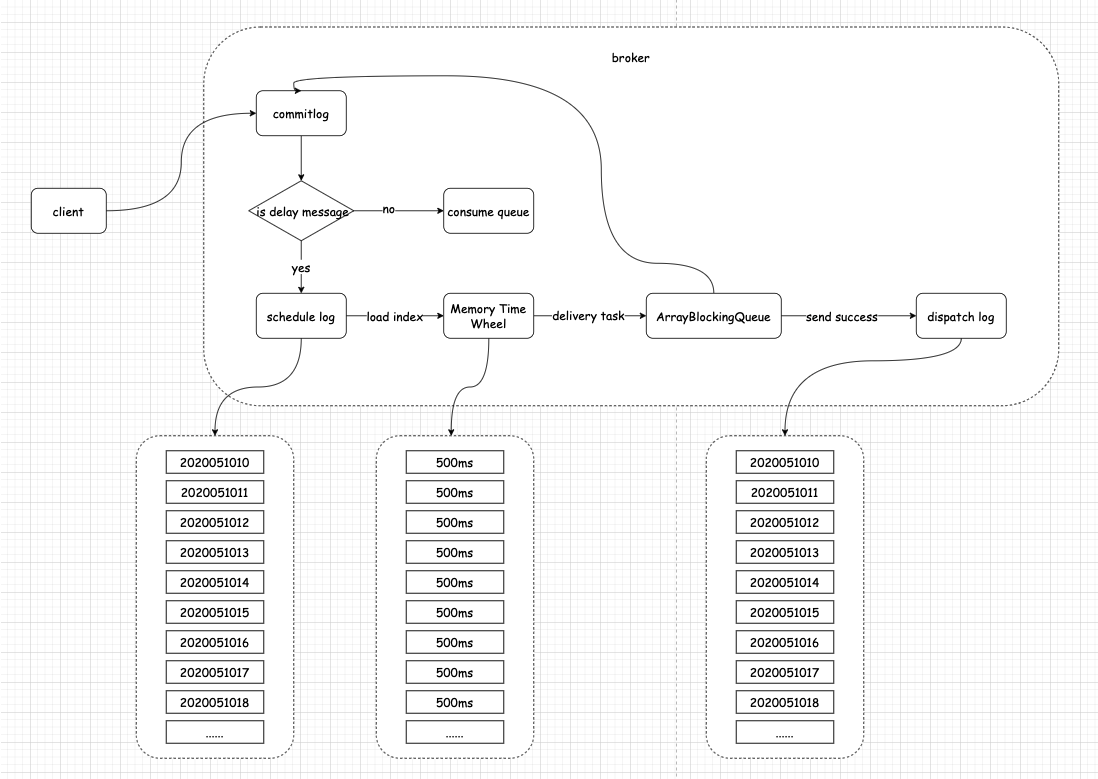 broker
commitlog
client
is delay message
no
consume queue
yes
schedule log
load index
Memory Time
Wheel
delivery task
ArrayBlockingQueue
send success
dispatch log
2020051010
2020051011
2020051012
2020051013
2020051014
2020051015
2020051016
2020051017
2020051018
......
500ms
500ms
500ms
500ms
500ms
500ms
500ms
500ms
500ms
......
2020051010
2020051011
2020051012
2020051013
2020051014
2020051015
2020051016
2020051017
2020051018
......